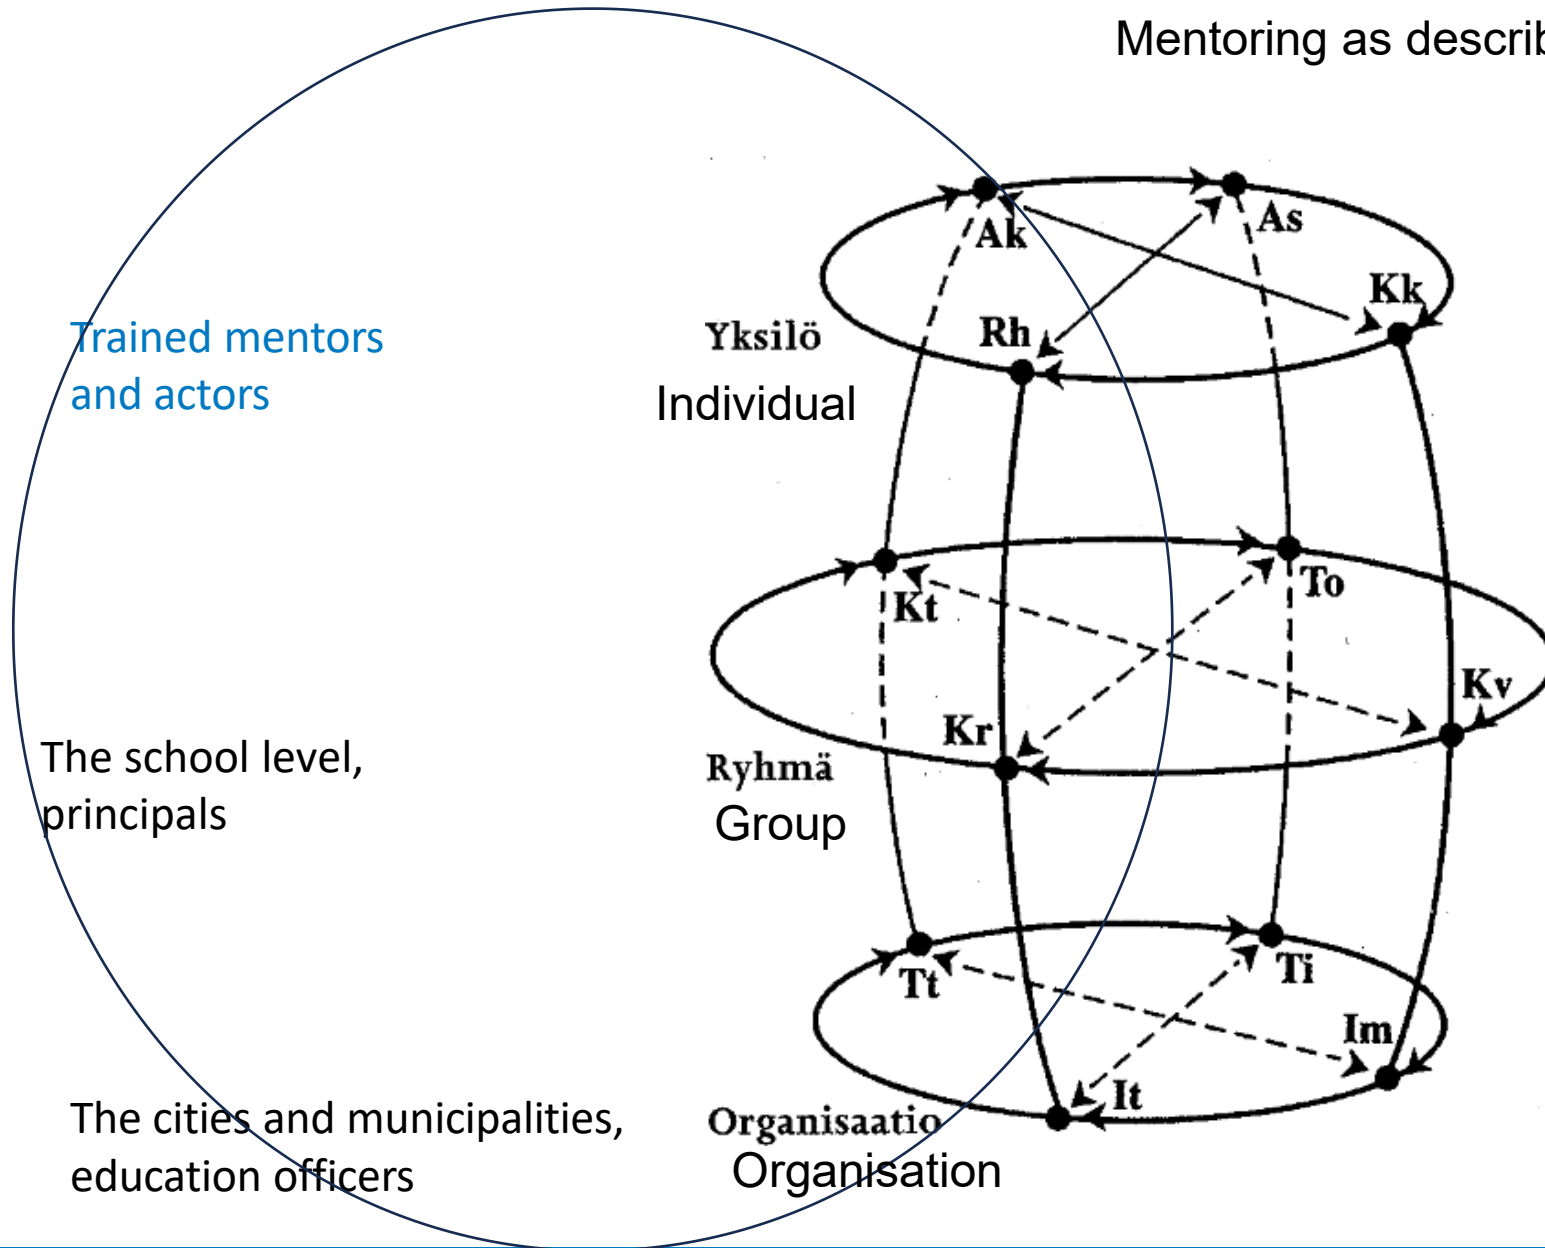 Mentoring as describ
Ak
As
Kk
Rh
Yksilö
Individual
Trained mentors
and actors
Kt
To
Kv
Kr
Ryhmä
Group
The school level,
principals
Tt
Ti
Im
It
Organisaatio
Organisation
The cities and municipalities,
education officers